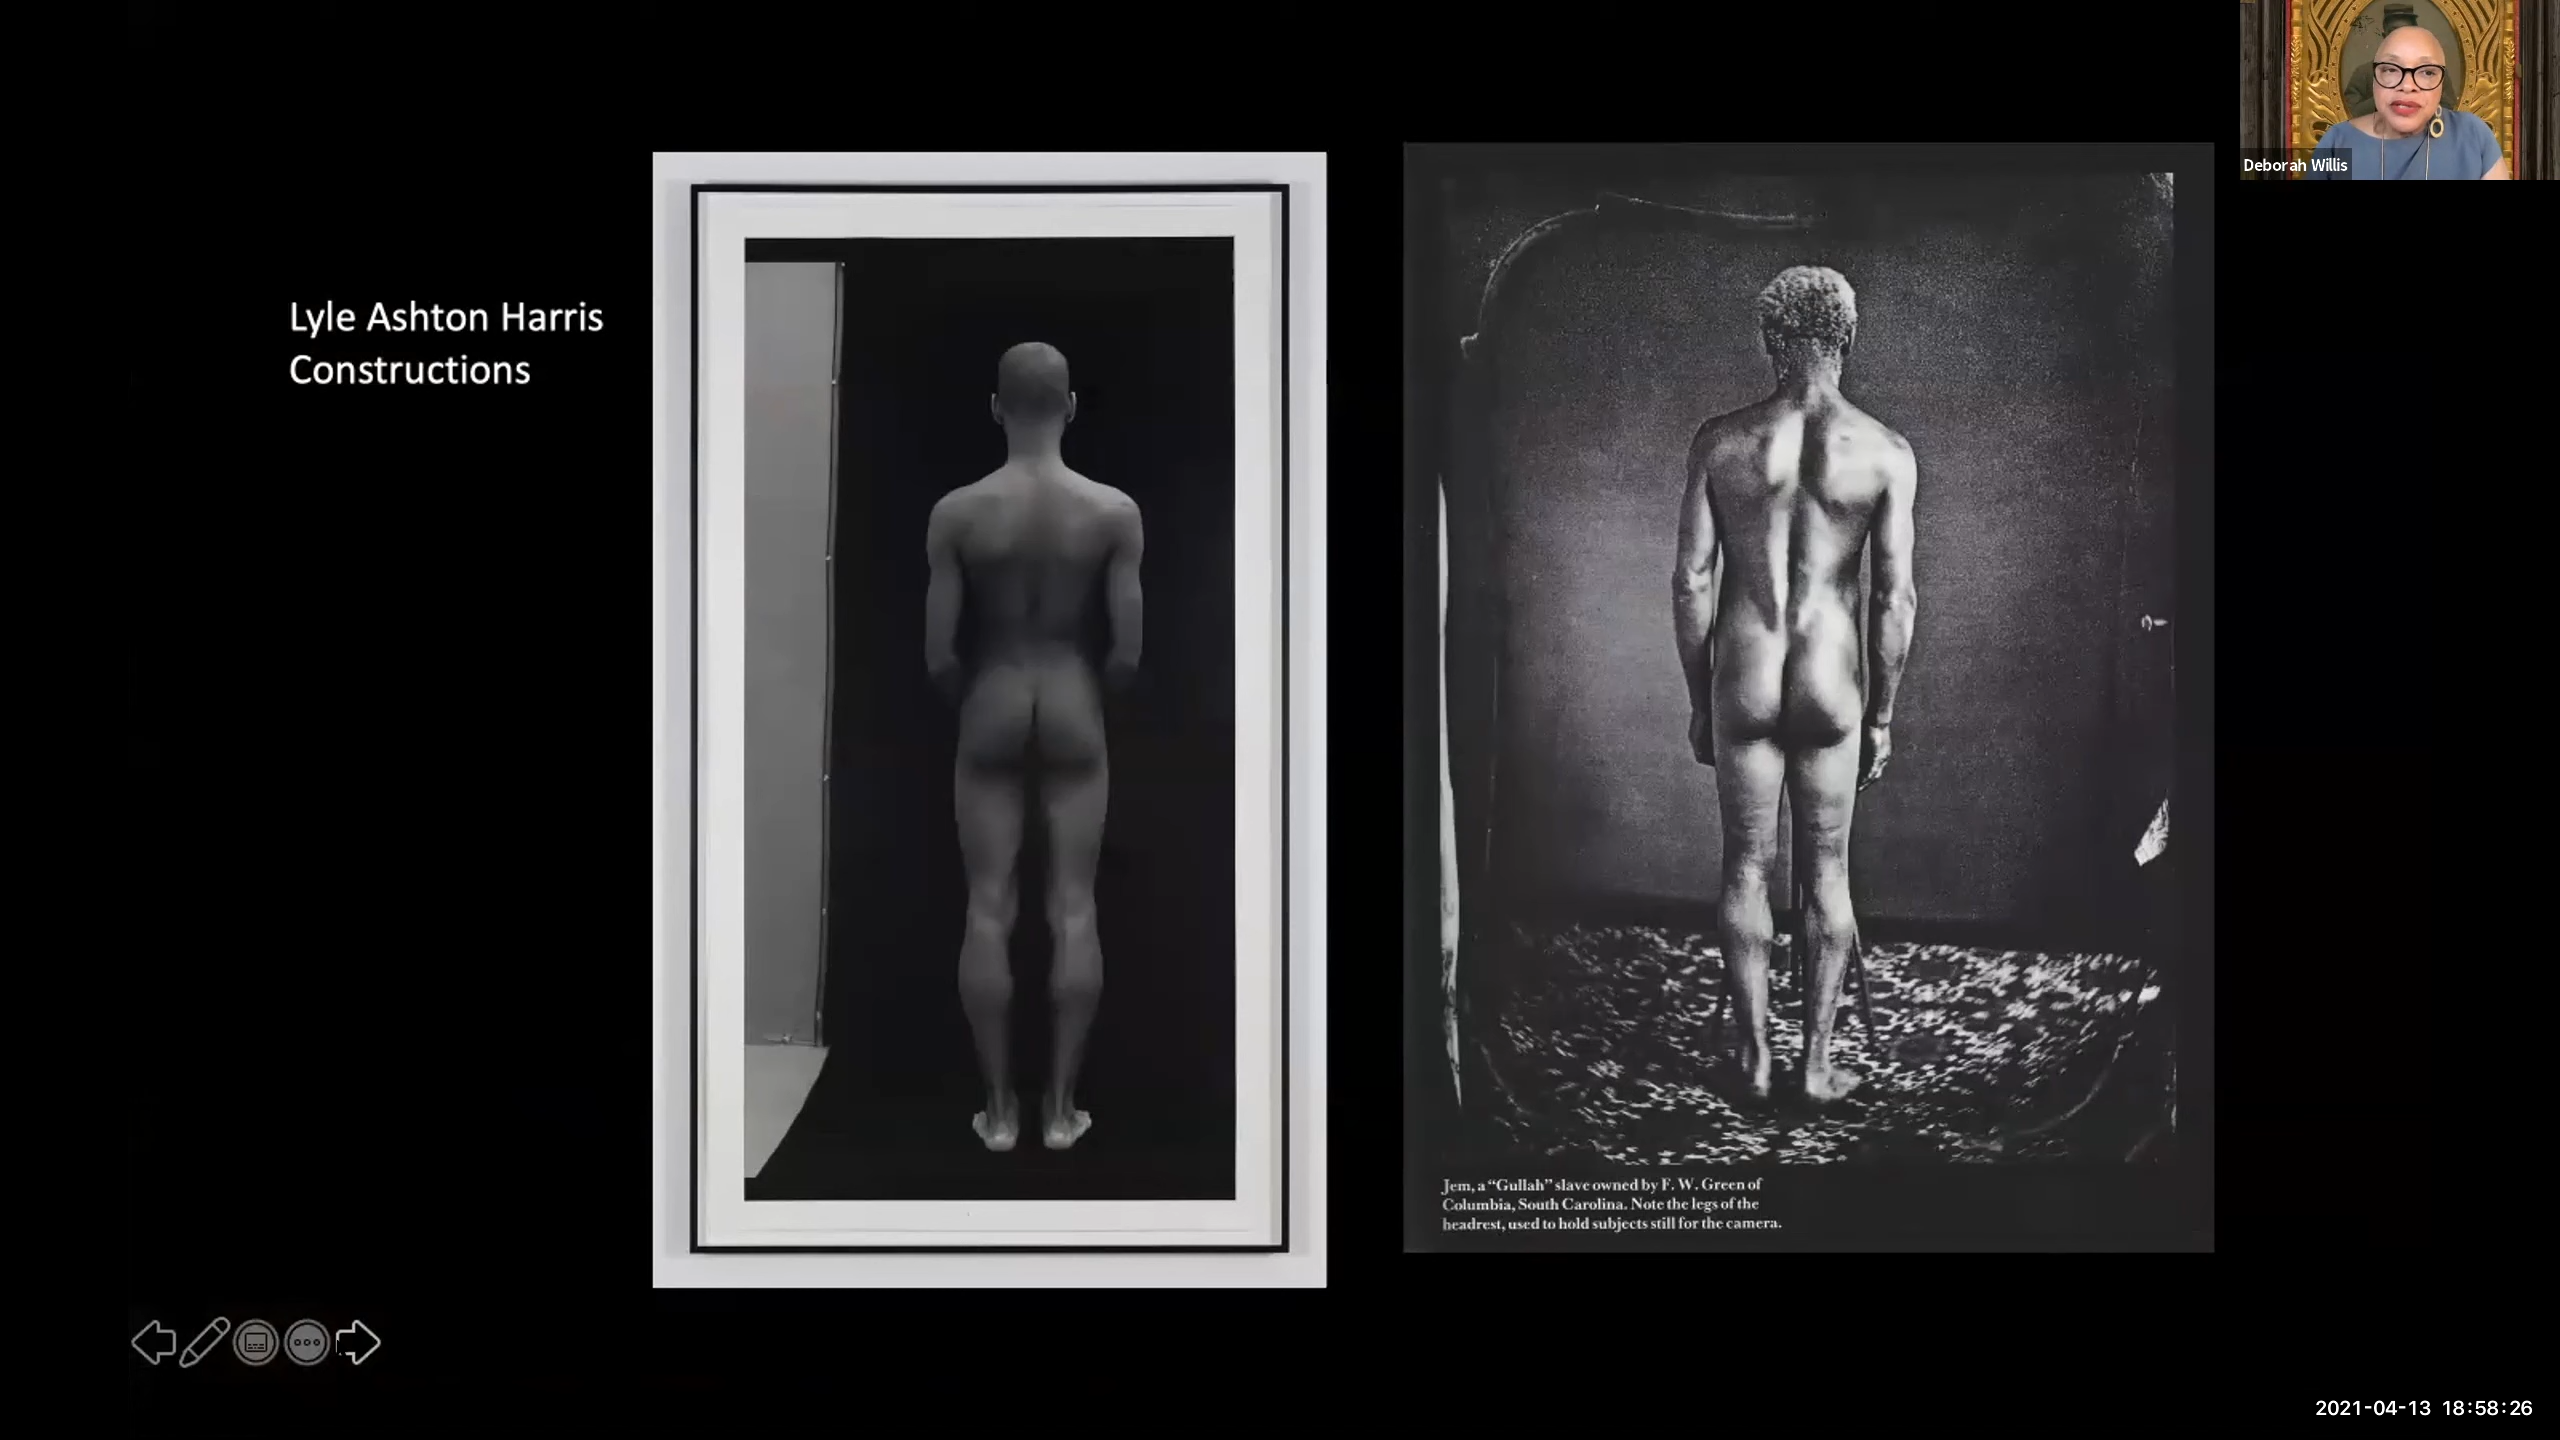 Deborah Willis
Lyle Ashton Harris
Constructions
Jem, a “Gullah” slave owned by F. W. Green of
Columbia, South Carolina. Note the legs of the
headrest, used to hold subjects still for the camera.
2021-04-13 18:58:26